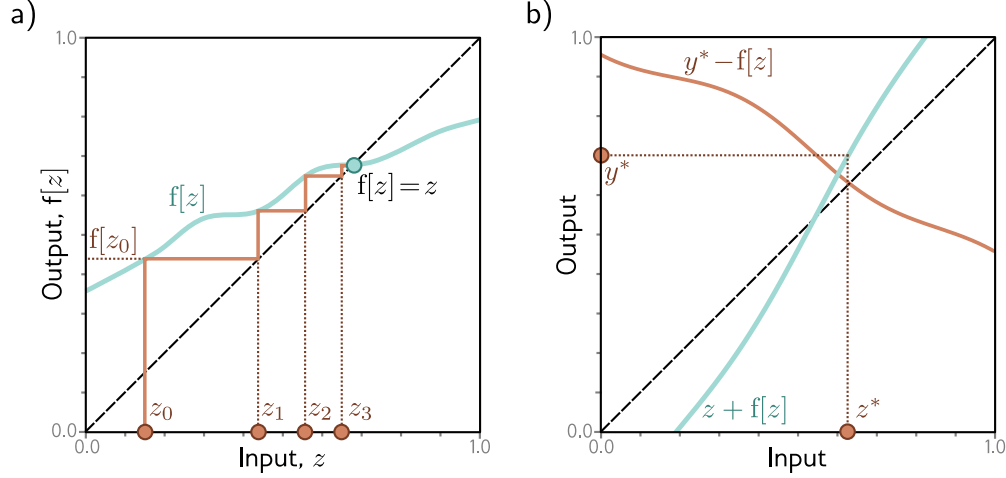 a)
1.0
Output, f[z]
f[z]
f[z₀]
f[z] = z
z₀
z₁
z₂
z₃
0.0
0.0
Input, z
1.0
b)
1.0
Output
y* − f[z]
y*
z + f[z]
z*
0.0
0.0
Input
1.0